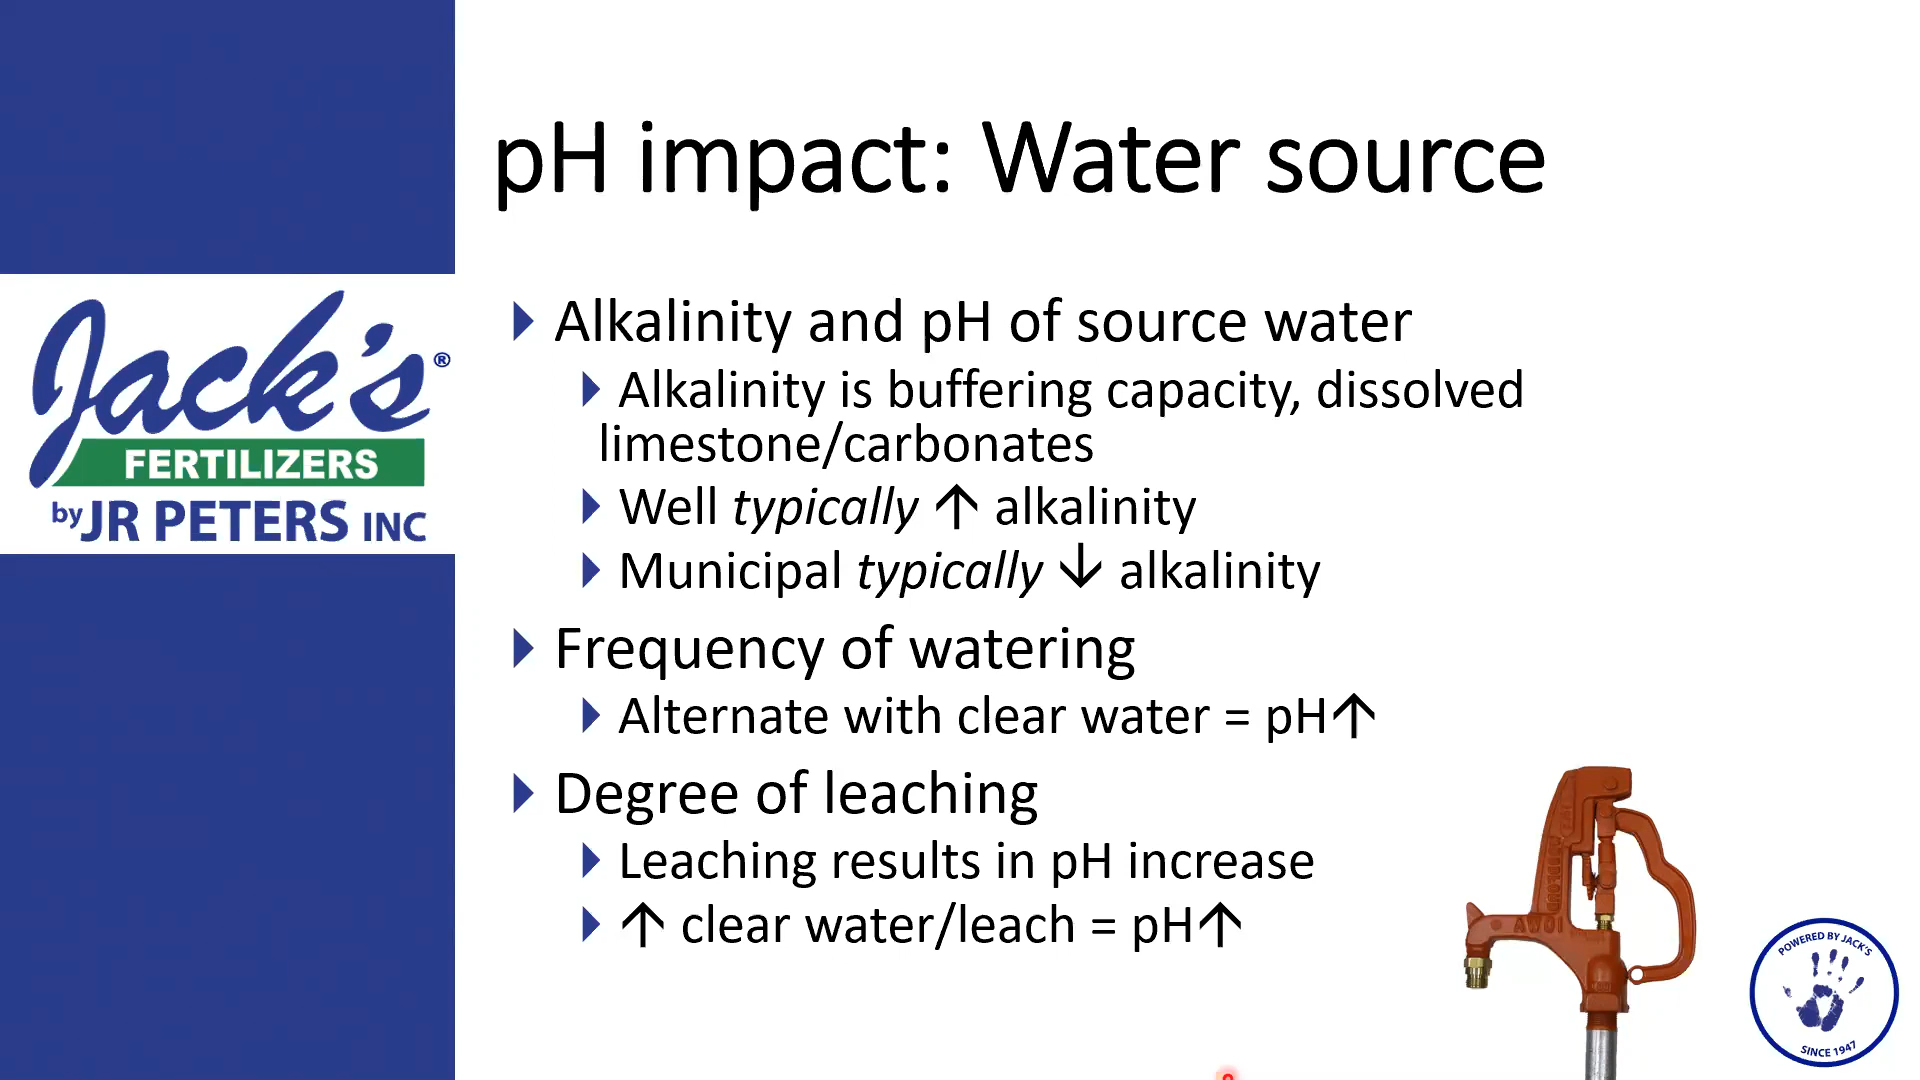 pH impact: Water source
Jack's®
FERTILIZERS
by JR PETERS INC
Alkalinity and pH of source water
Alkalinity is buffering capacity, dissolved
limestone/carbonates
Well typically ↑ alkalinity
Municipal typically ↓ alkalinity
Frequency of watering
Alternate with clear water = pH↑
Degree of leaching
Leaching results in pH increase
↑ clear water/leach = pH↑
IOWA
POWERED BY JACK'S
SINCE 1947